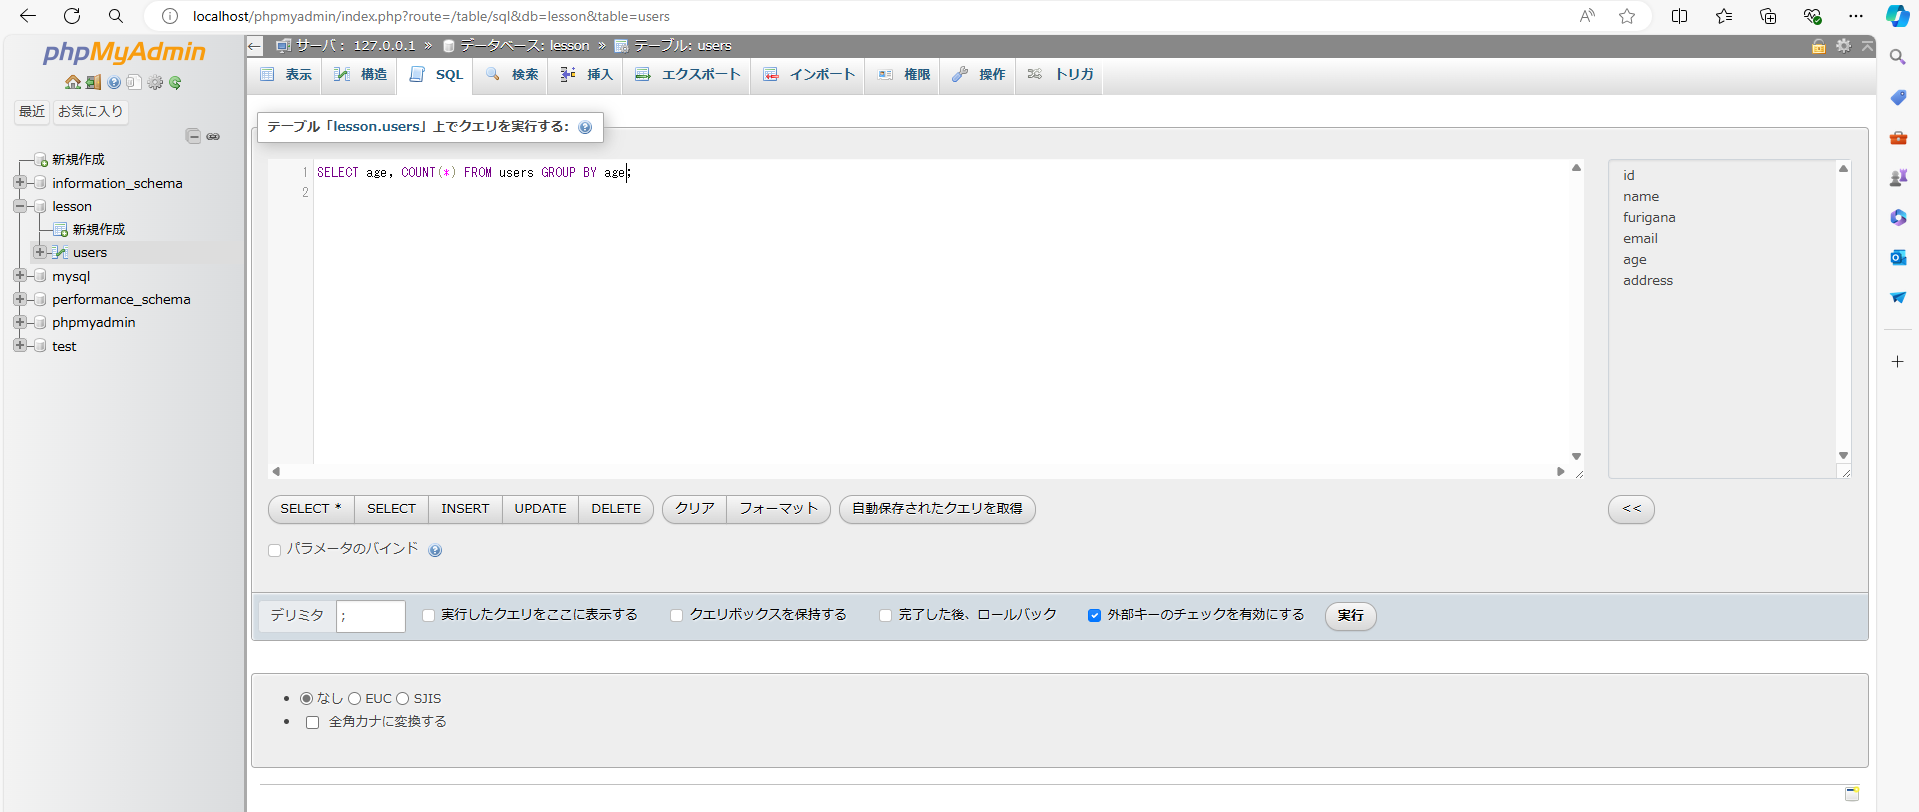 localhost/phpmyadmin/index.php?route=/table/sql&db=lesson&table=users
phpMyAdmin
最近 お気に入り
新規作成
information_schema
lesson
新規作成
users
mysql
performance_schema
phpmyadmin
test
サーバ: 127.0.0.1 » データベース: lesson » テーブル: users
表示 構造 SQL 検索 挿入 エクスポート インポート 権限 操作 トリガ
テーブル「lesson.users」上でクエリを実行する:
1 SELECT age, COUNT(*) FROM users GROUP BY age;
2
id
name
furigana
email
age
address
SELECT * SELECT INSERT UPDATE DELETE クリア フォーマット 自動保存されたクエリを取得 <<
パラメータのバインド
デリミタ ; 実行したクエリをここに表示する クエリボックスを保持する 完了した後、ロールバック 外部キーのチェックを有効にする 実行
なし EUC SJIS
全角カナに変換する